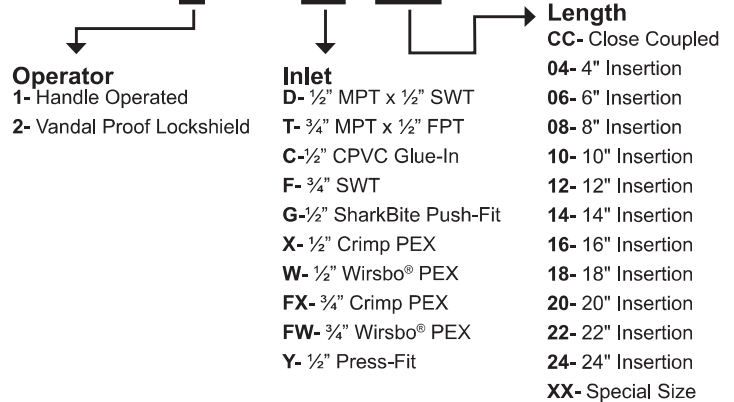 Operator
1- Handle Operated
2- Vandal Proof Lockshield
Inlet
D- ½” MPT x ½” SWT
T- ¾” MPT x ½” FPT
C-½” CPVC Glue-In
F- ¾” SWT
G-½” SharkBite Push-Fit
X- ½” Crimp PEX
W- ½” Wirsbo® PEX
FX- ¾” Crimp PEX
FW- ¾” Wirsbo® PEX
Y- ½” Press-Fit
Length
CC- Close Coupled
04- 4" Insertion
06- 6" Insertion
08- 8" Insertion
10- 10" Insertion
12- 12" Insertion
14- 14" Insertion
16- 16" Insertion
18- 18" Insertion
20- 20" Insertion
22- 22" Insertion
24- 24" Insertion
XX- Special Size